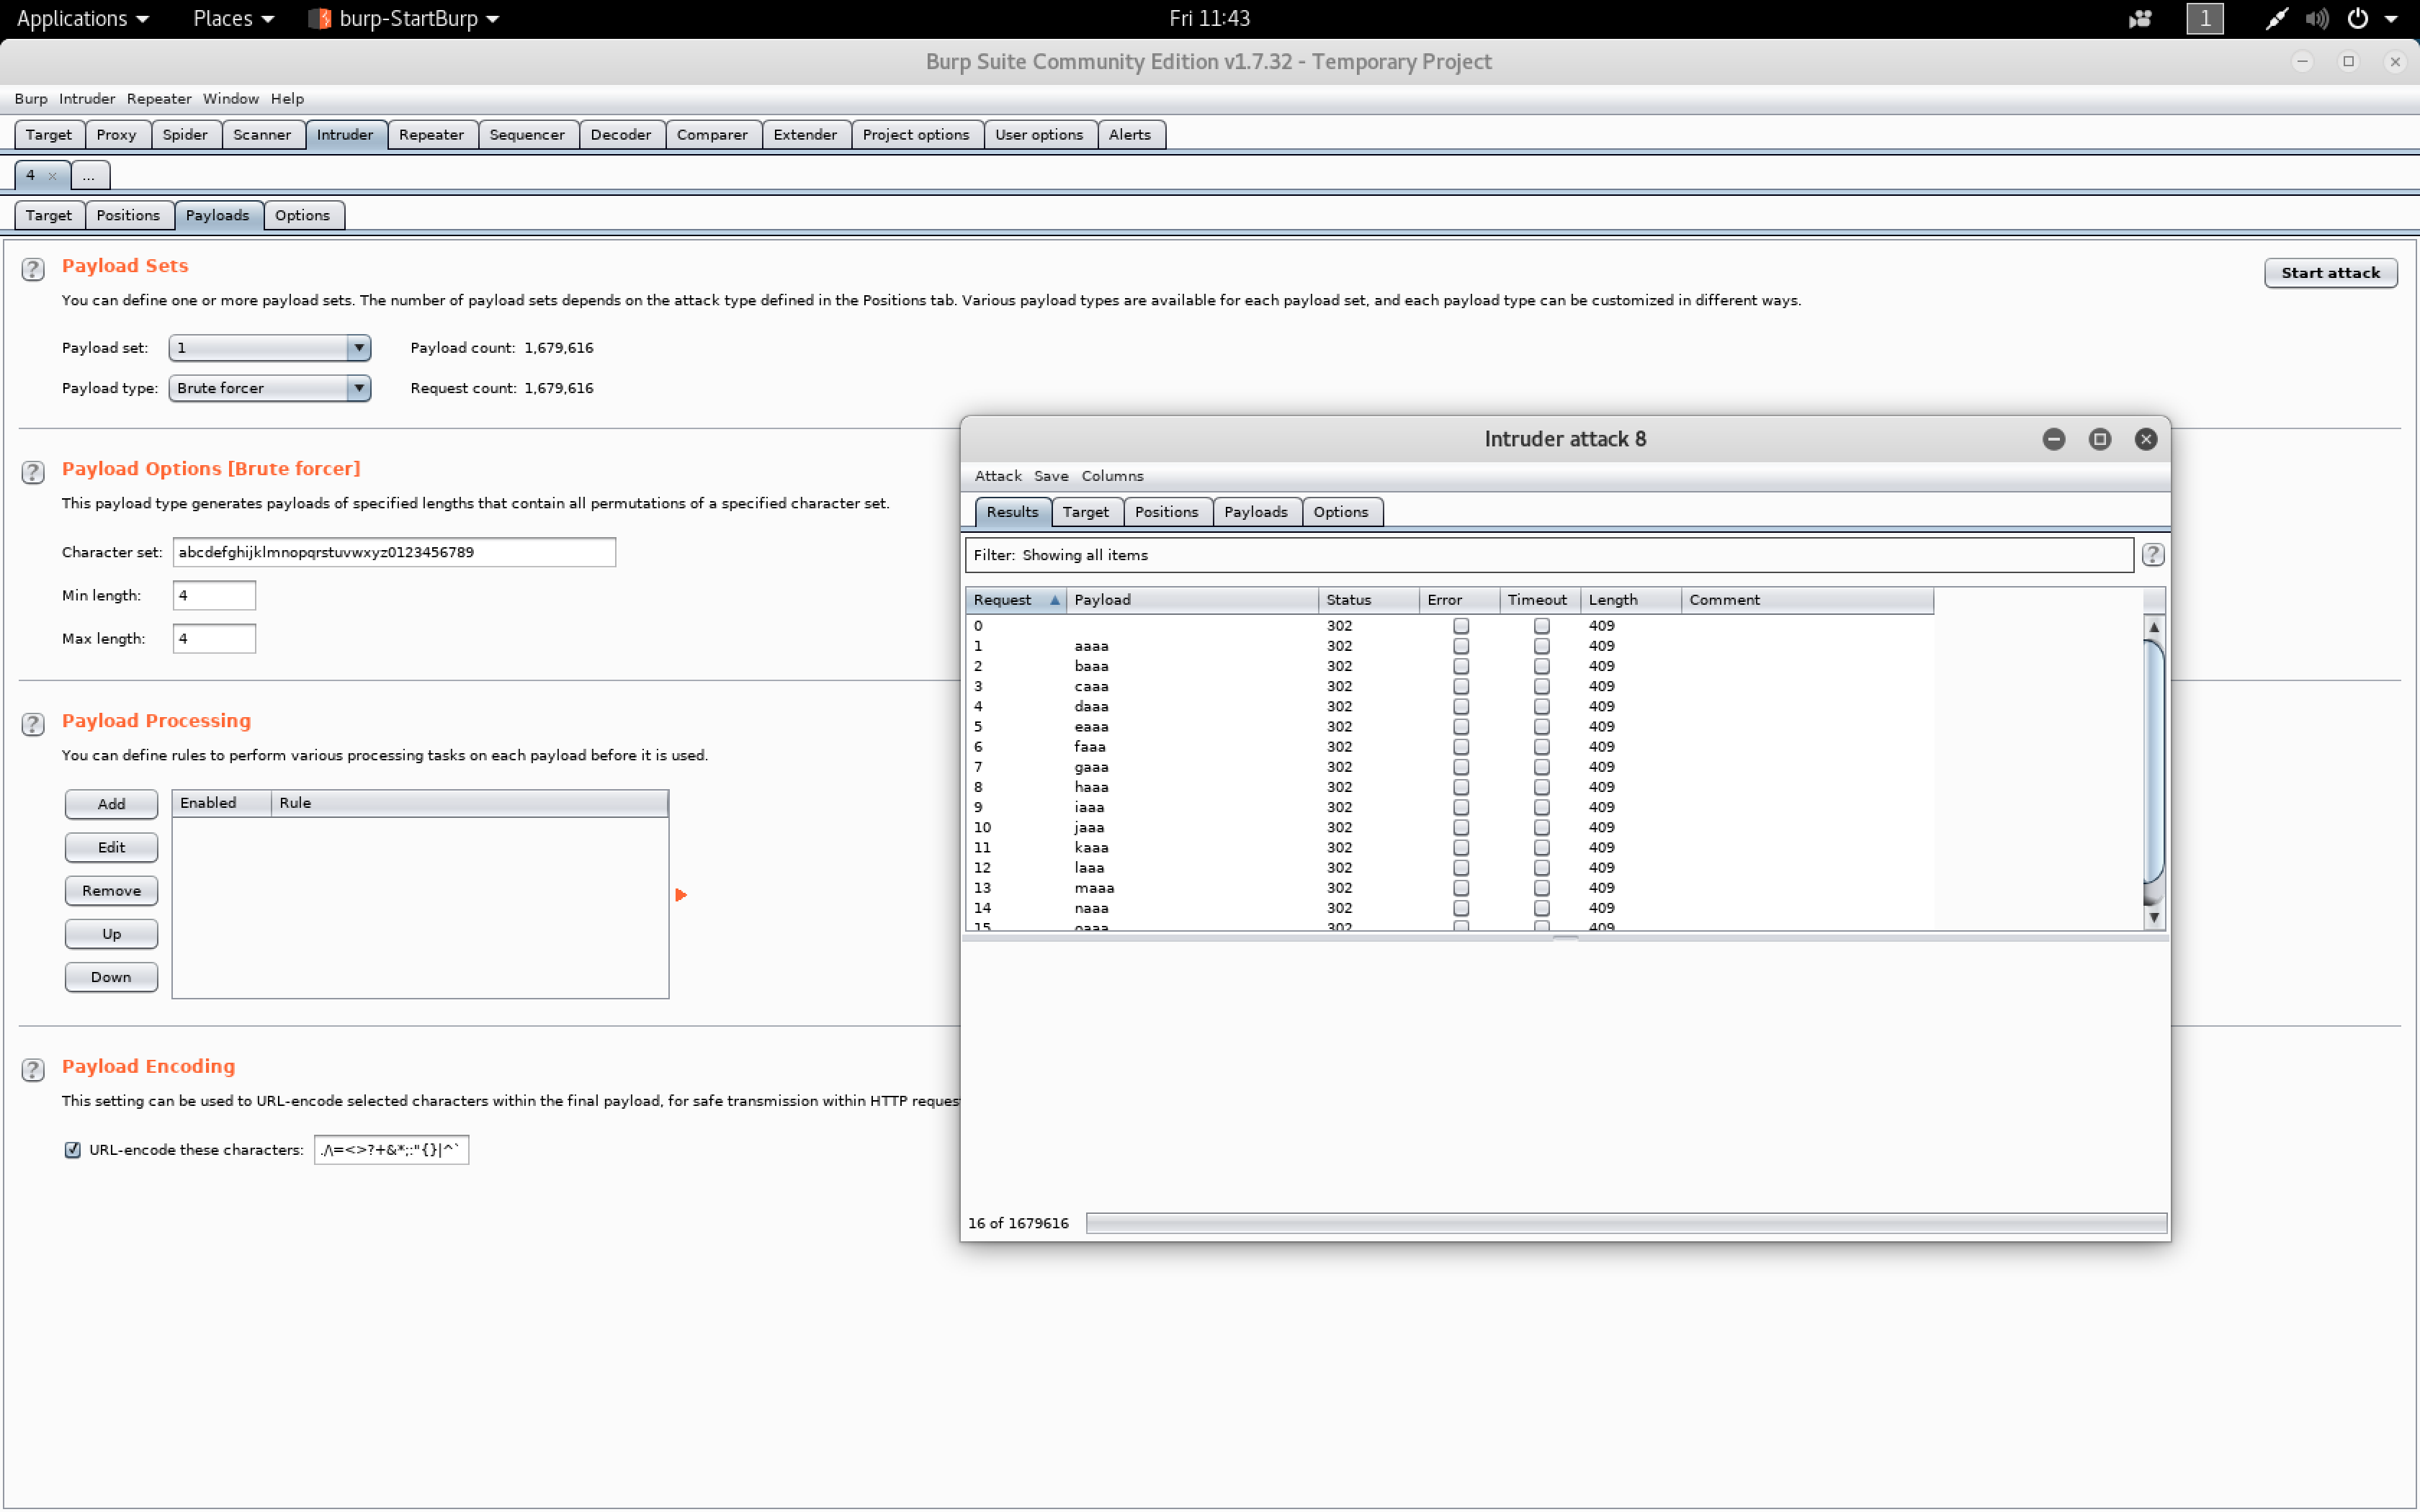 Applications Places burp-StartBurp Fri 11:43 1
Burp Suite Community Edition v1.7.32 - Temporary Project
Burp Intruder Repeater Window Help
Target Proxy Spider Scanner Intruder Repeater Sequencer Decoder Comparer Extender Project options User options Alerts
4 × ...
Target Positions Payloads Options
? Payload Sets
Start attack
You can define one or more payload sets. The number of payload sets depends on the attack type defined in the Positions tab. Various payload types are available for each payload set, and each payload type can be customized in different ways.
Payload set: 1 Payload count: 1,679,616
Payload type: Brute forcer Request count: 1,679,616
? Payload Options [Brute forcer]
This payload type generates payloads of specified lengths that contain all permutations of a specified character set.
Character set: abcdefghijklmnopqrstuvwxyz0123456789
Min length: 4
Max length: 4
? Payload Processing
You can define rules to perform various processing tasks on each payload before it is used.
Add Enabled Rule
Edit
Remove
Up
Down
? Payload Encoding
This setting can be used to URL-encode selected characters within the final payload, for safe transmission within HTTP reques
URL-encode these characters: ./\=<>?+&*;:"{}|^`
Intruder attack 8
Attack Save Columns
Results Target Positions Payloads Options
Filter: Showing all items ?
Request Payload Status Error Timeout Length Comment
0 302 409
1 aaaa 302 409
2 baaa 302 409
3 caaa 302 409
4 daaa 302 409
5 eaaa 302 409
6 faaa 302 409
7 gaaa 302 409
8 haaa 302 409
9 iaaa 302 409
10 jaaa 302 409
11 kaaa 302 409
12 laaa 302 409
13 maaa 302 409
14 naaa 302 409
15 oaaa 302 409
16 of 1679616